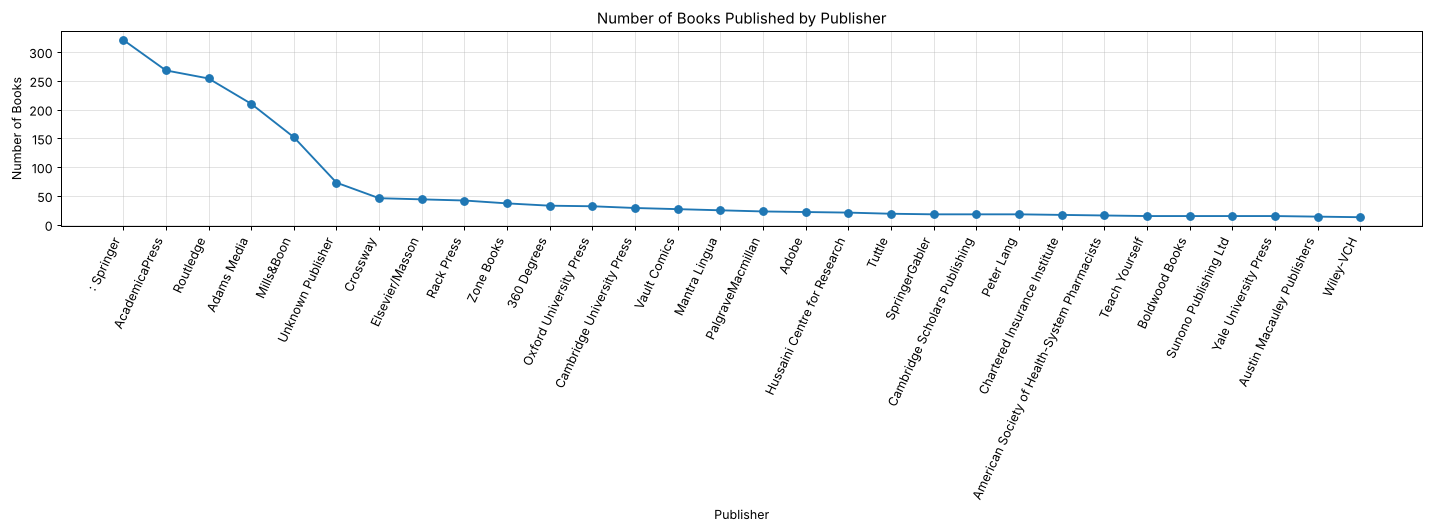 Number of Books Published by Publisher
Number of Books
300
250
200
150
100
50
0
: Springer
AcademicaPress
Routledge
Adams Media
Mills&Boon
Unknown Publisher
Crossway
Elsevier/Masson
Rack Press
Zone Books
360 Degrees
Oxford University Press
Cambridge University Press
Vault Comics
Mantra Lingua
PalgraveMacmillan
Adobe
Hussaini Centre for Research
Tuttle
SpringerGabler
Cambridge Scholars Publishing
Peter Lang
Chartered Insurance Institute
American Society of Health-System Pharmacists
Teach Yourself
Boldwood Books
Sunono Publishing Ltd
Yale University Press
Austin Macauley Publishers
Wiley-VCH
Publisher